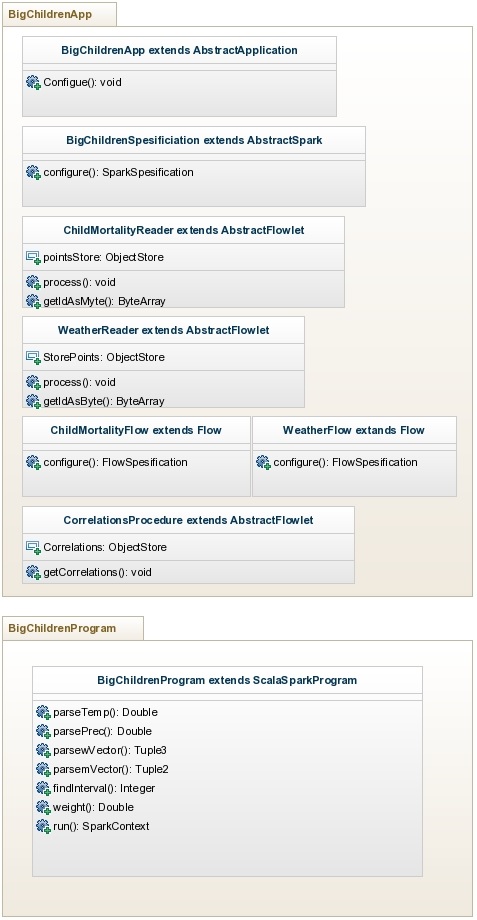 BigChildrenApp
BigChildrenApp extends AbstractApplication
Configue(): void
BigChildrenSpesificiation extends AbstractSpark
configure(): SparkSpesification
ChildMortalityReader extends AbstractFlowlet
pointsStore: ObjectStore
process(): void
getIdAsMyte(): ByteArray
WeatherReader extends AbstractFlowlet
StorePoints: ObjectStore
process(): void
getIdAsByte(): ByteArray
ChildMortalityFlow extends Flow
configure(): FlowSpesification
WeatherFlow extands Flow
configure(): FlowSpesification
CorrelationsProcedure extends AbstractFlowlet
Correlations: ObjectStore
getCorrelations(): void
BigChildrenProgram
BigChildrenProgram extends ScalaSparkProgram
parseTemp(): Double
parsePrec(): Double
parsewVector(): Tuple3
parsemVector(): Tuple2
findInterval(): Integer
weight(): Double
run(): SparkContext